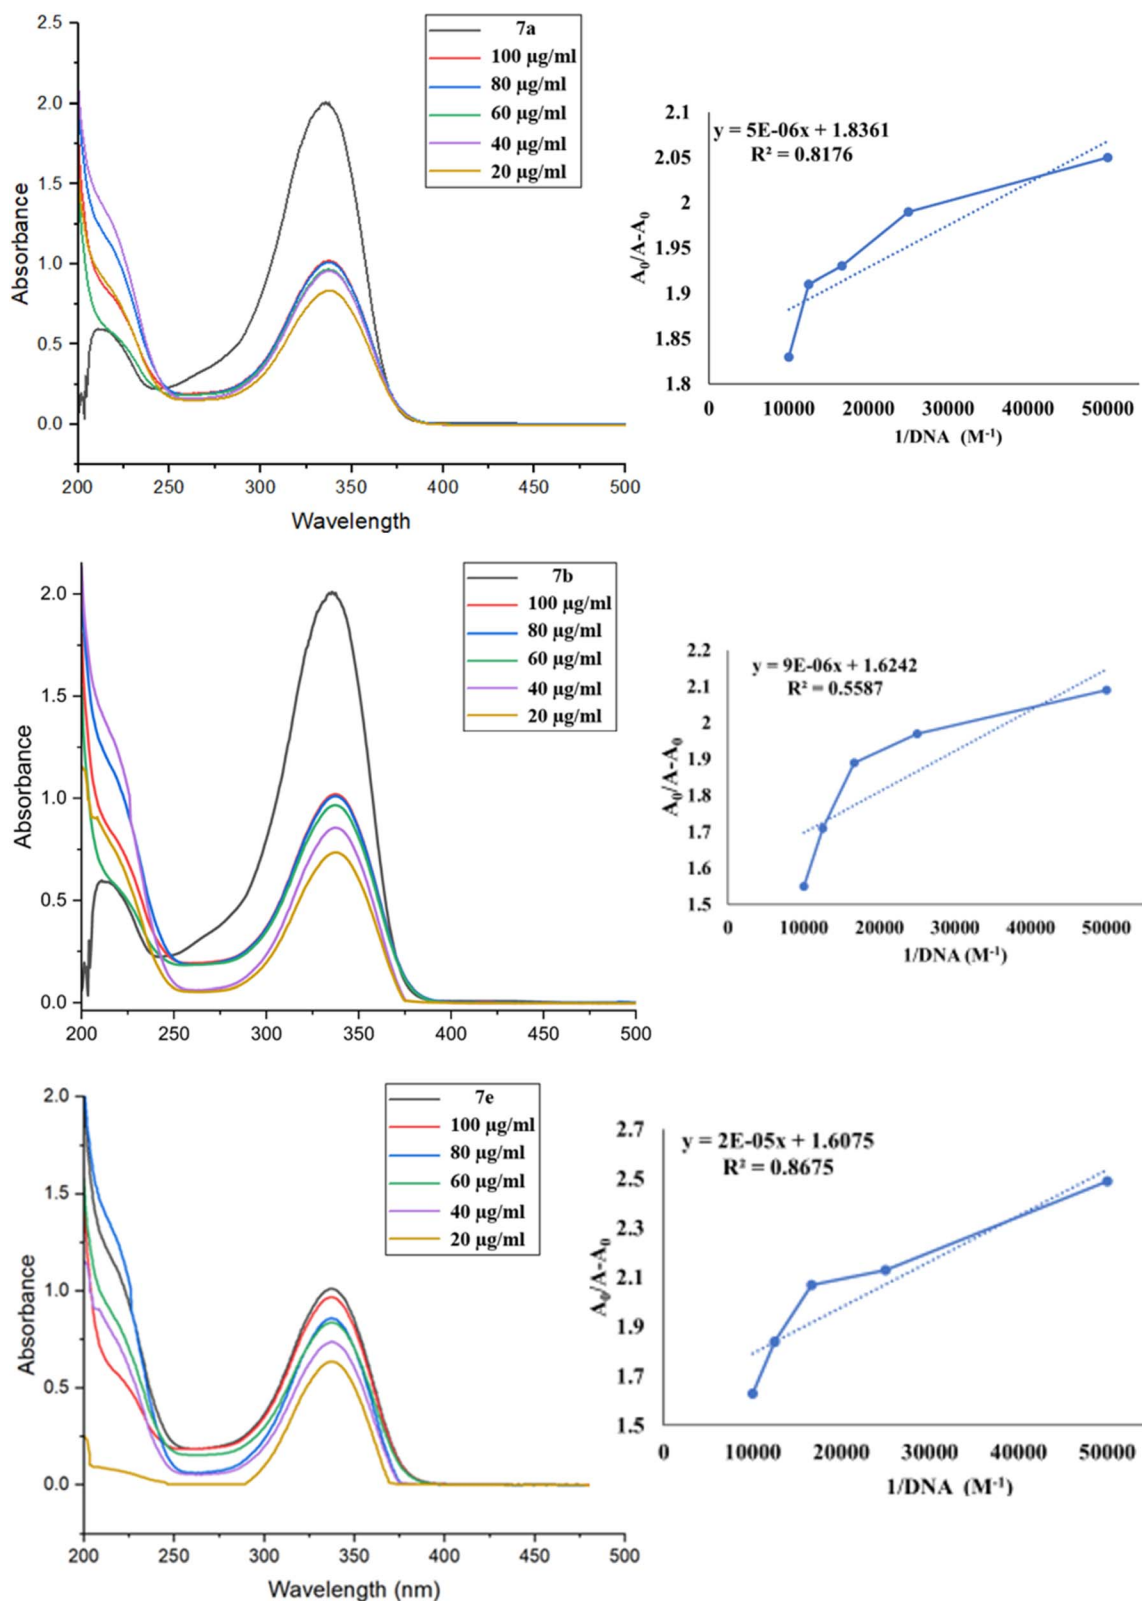 2.5
2.0
1.5
1.0
0.5
0.0
Absorbance
200
250
300
350
400
450
500
Wavelength
7a
100 µg/ml
80 µg/ml
60 µg/ml
40 µg/ml
20 µg/ml
y = 5E-06x + 1.8361
R² = 0.8176
2.1
2.05
2
1.95
1.9
1.85
1.8
A₀/A-A₀
0
10000
20000
30000
40000
50000
1/DNA (M⁻¹)
2.0
1.5
1.0
0.5
0.0
Absorbance
200
250
300
350
400
450
500
7b
100 µg/ml
80 µg/ml
60 µg/ml
40 µg/ml
20 µg/ml
y = 9E-06x + 1.6242
R² = 0.5587
2.2
2.1
2
1.9
1.8
1.7
1.6
1.5
A₀/A-A₀
0
10000
20000
30000
40000
50000
1/DNA (M⁻¹)
2.0
1.5
1.0
0.5
0.0
Absorbance
200
250
300
350
400
450
500
Wavelength (nm)
7e
100 µg/ml
80 µg/ml
60 µg/ml
40 µg/ml
20 µg/ml
y = 2E-05x + 1.6075
R² = 0.8675
2.7
2.5
2.3
2.1
1.9
1.7
1.5
A₀/A-A₀
0
10000
20000
30000
40000
50000
1/DNA (M⁻¹)